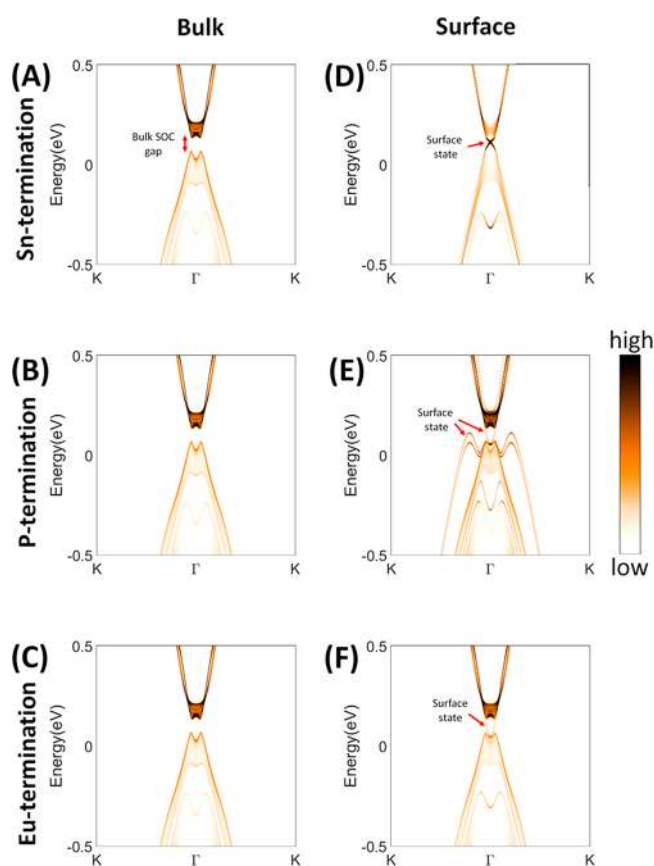 Bulk
Surface
Sn-termination
(A)
Energy(eV)
0.5
0
-0.5
Bulk SOC
gap
K
Γ
K
(D)
Energy(eV)
0.5
0
-0.5
Surface
state
K
Γ
K
P-termination
(B)
Energy(eV)
0.5
0
-0.5
K
Γ
K
(E)
Energy(eV)
0.5
0
-0.5
Surface
state
K
Γ
K
high
low
Eu-termination
(C)
Energy(eV)
0.5
0
-0.5
K
Γ
K
(F)
Energy(eV)
0.5
0
-0.5
Surface
state
K
Γ
K